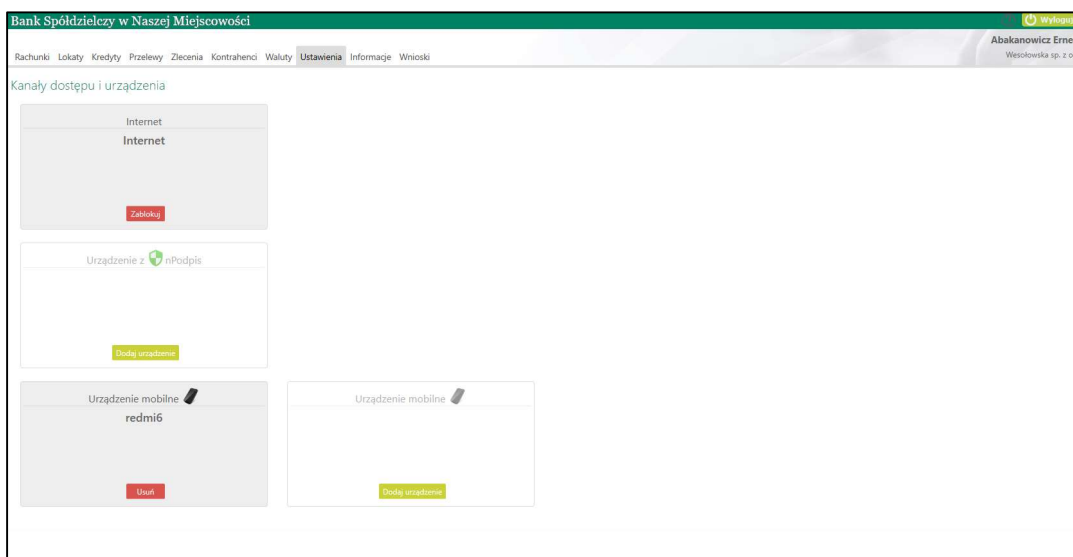 Bank Spółdzielczy w Naszej Miejscowości
Wyloguj
Abakanowicz Erne
Wesołowska sp. z o
Rachunki Lokaty Kredyty Przelewy Zlecenia Kontrahenci Waluty Ustawienia Informacje Wnioski
Kanały dostępu i urządzenia
Internet
Internet
Zablokuj
Urządzenie z nPodpis
Dodaj urządzenie
Urządzenie mobilne
redmi6
Usuń
Urządzenie mobilne
Dodaj urządzenie